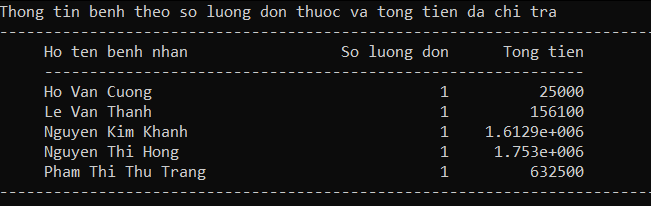 Thong tin benh theo so luong don thuoc va tong tien da chi tra
--------------------------------------------------------------------------
Ho ten benh nhan So luong don Tong tien
------------------------------------------------------------
Ho Van Cuong 1 25000
Le Van Thanh 1 156100
Nguyen Kim Khanh 1 1.6129e+006
Nguyen Thi Hong 1 1.753e+006
Pham Thi Thu Trang 1 632500
--------------------------------------------------------------------------